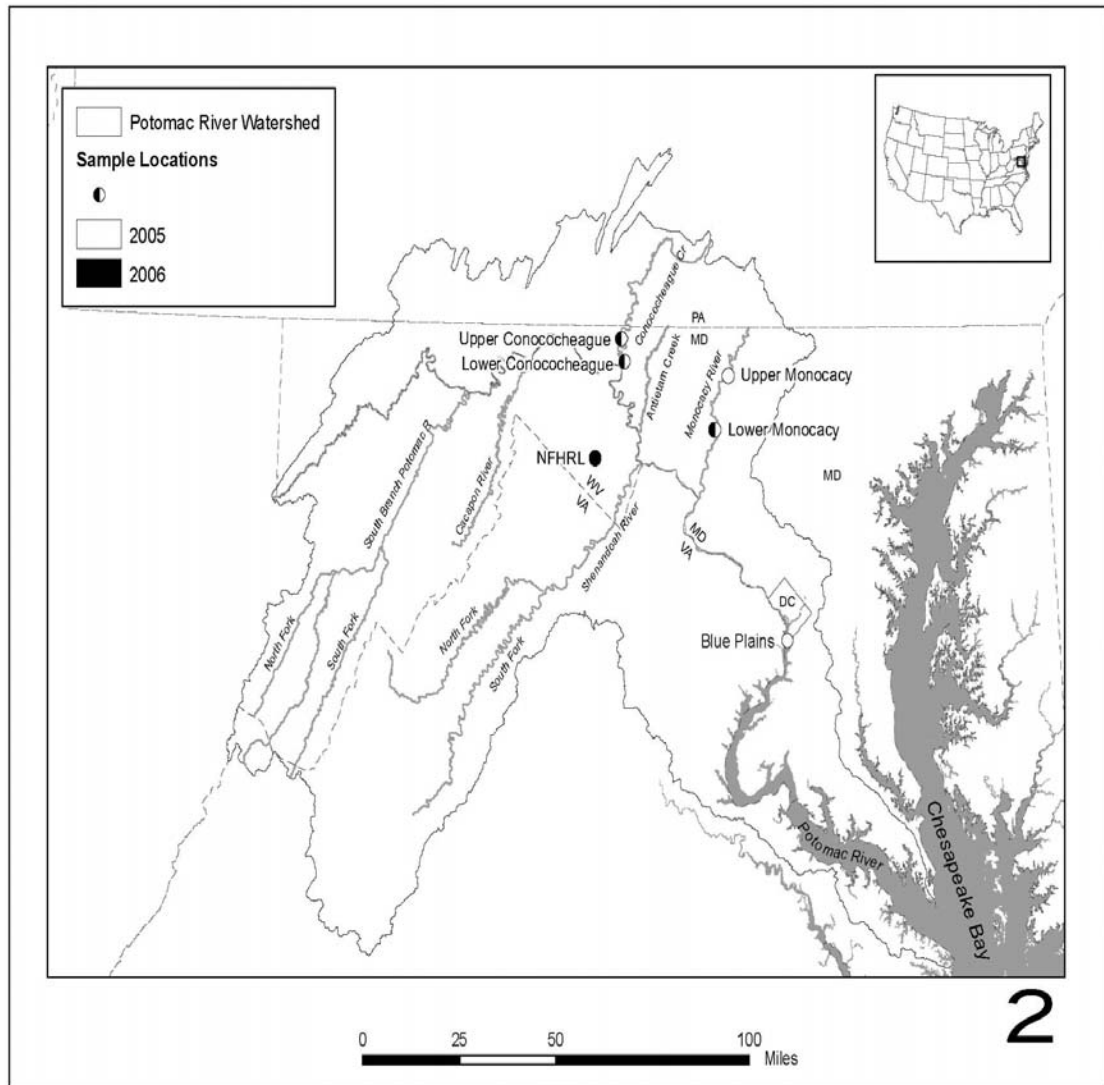 Potomac River Watershed
Sample Locations
2005
2006
Conococheague Cr
PA
MD
Upper Conococheague
Lower Conococheague
Antietam Creek
Monocacy River
Upper Monocacy
Lower Monocacy
MD
South Branch Potomac R
Cacapon River
NFHRL
WV
VA
Shenandoah River
MD
VA
DC
Blue Plains
North Fork
South Fork
North Fork
South Fork
Potomac River
Chesapeake Bay
2
0 25 50 100
Miles